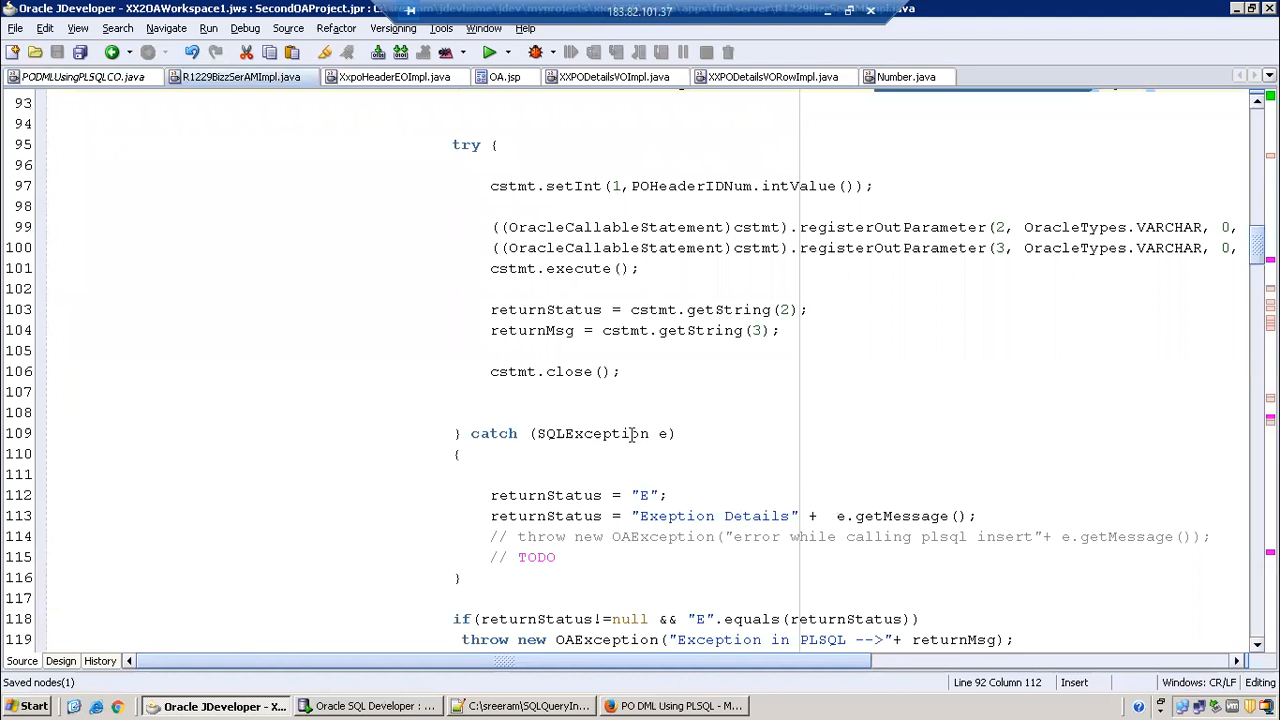 Oracle JDeveloper - XX2OAWorkspace1.jws : SecondOAProject.jpr :
183.82.101.37
File Edit View Search Navigate Run Debug Source Refactor Versioning Tools Window Help
PODMLUsingPLSQLCO.java R1229BizzSerAMImpl.java XxpoHeaderEOImpl.java OA.jsp XXPODetailsVOImpl.java XXPODetailsVORowImpl.java Number.java
93
94
95 try {
96
97 cstmt.setInt(1,POHeaderIDNum.intValue());
98
99 ((OracleCallableStatement)cstmt).registerOutParameter(2, OracleTypes.VARCHAR, 0,
100 ((OracleCallableStatement)cstmt).registerOutParameter(3, OracleTypes.VARCHAR, 0,
101 cstmt.execute();
102
103 returnStatus = cstmt.getString(2);
104 returnMsg = cstmt.getString(3);
105
106 cstmt.close();
107
108
109 } catch (SQLException e)
110 {
111
112 returnStatus = "E";
113 returnStatus = "Exeption Details" + e.getMessage();
114 // throw new OAException("error while calling plsql insert"+ e.getMessage());
115 // TODO
116 }
117
118 if(returnStatus!=null && "E".equals(returnStatus))
119 throw new OAException("Exception in PLSQL -->"+ returnMsg);
Source Design History
Saved nodes(1) Line 92 Column 112 Insert Windows: CR/LF Editing
Start Oracle JDeveloper - X... Oracle SQL Developer : ... C:\sreeram\SQLQueryIn... PO DML Using PLSQL - M...